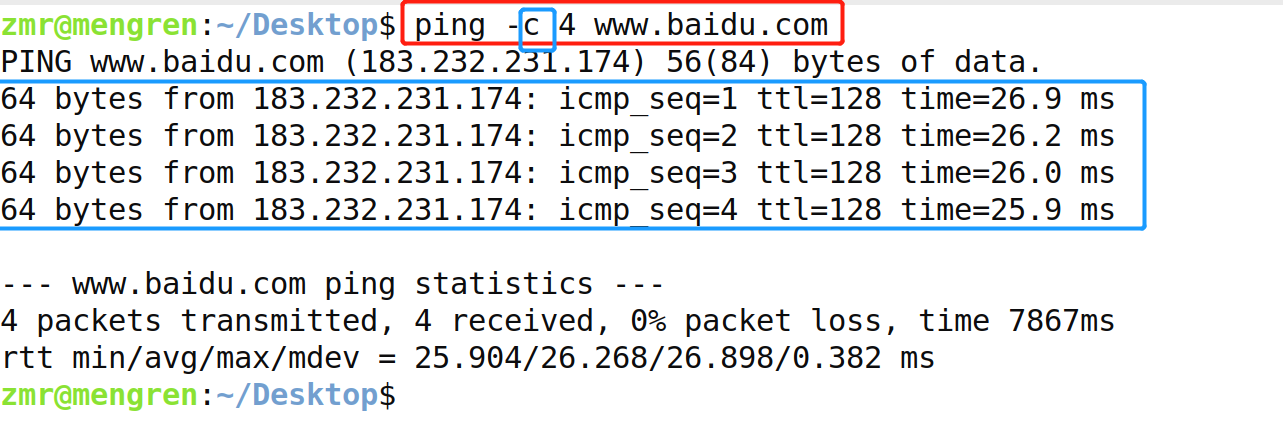 zmr@mengren:~/Desktop$ ping -c 4 www.baidu.com
PING www.baidu.com (183.232.231.174) 56(84) bytes of data.
64 bytes from 183.232.231.174: icmp_seq=1 ttl=128 time=26.9 ms
64 bytes from 183.232.231.174: icmp_seq=2 ttl=128 time=26.2 ms
64 bytes from 183.232.231.174: icmp_seq=3 ttl=128 time=26.0 ms
64 bytes from 183.232.231.174: icmp_seq=4 ttl=128 time=25.9 ms
--- www.baidu.com ping statistics ---
4 packets transmitted, 4 received, 0% packet loss, time 7867ms
rtt min/avg/max/mdev = 25.904/26.268/26.898/0.382 ms
zmr@mengren:~/Desktop$